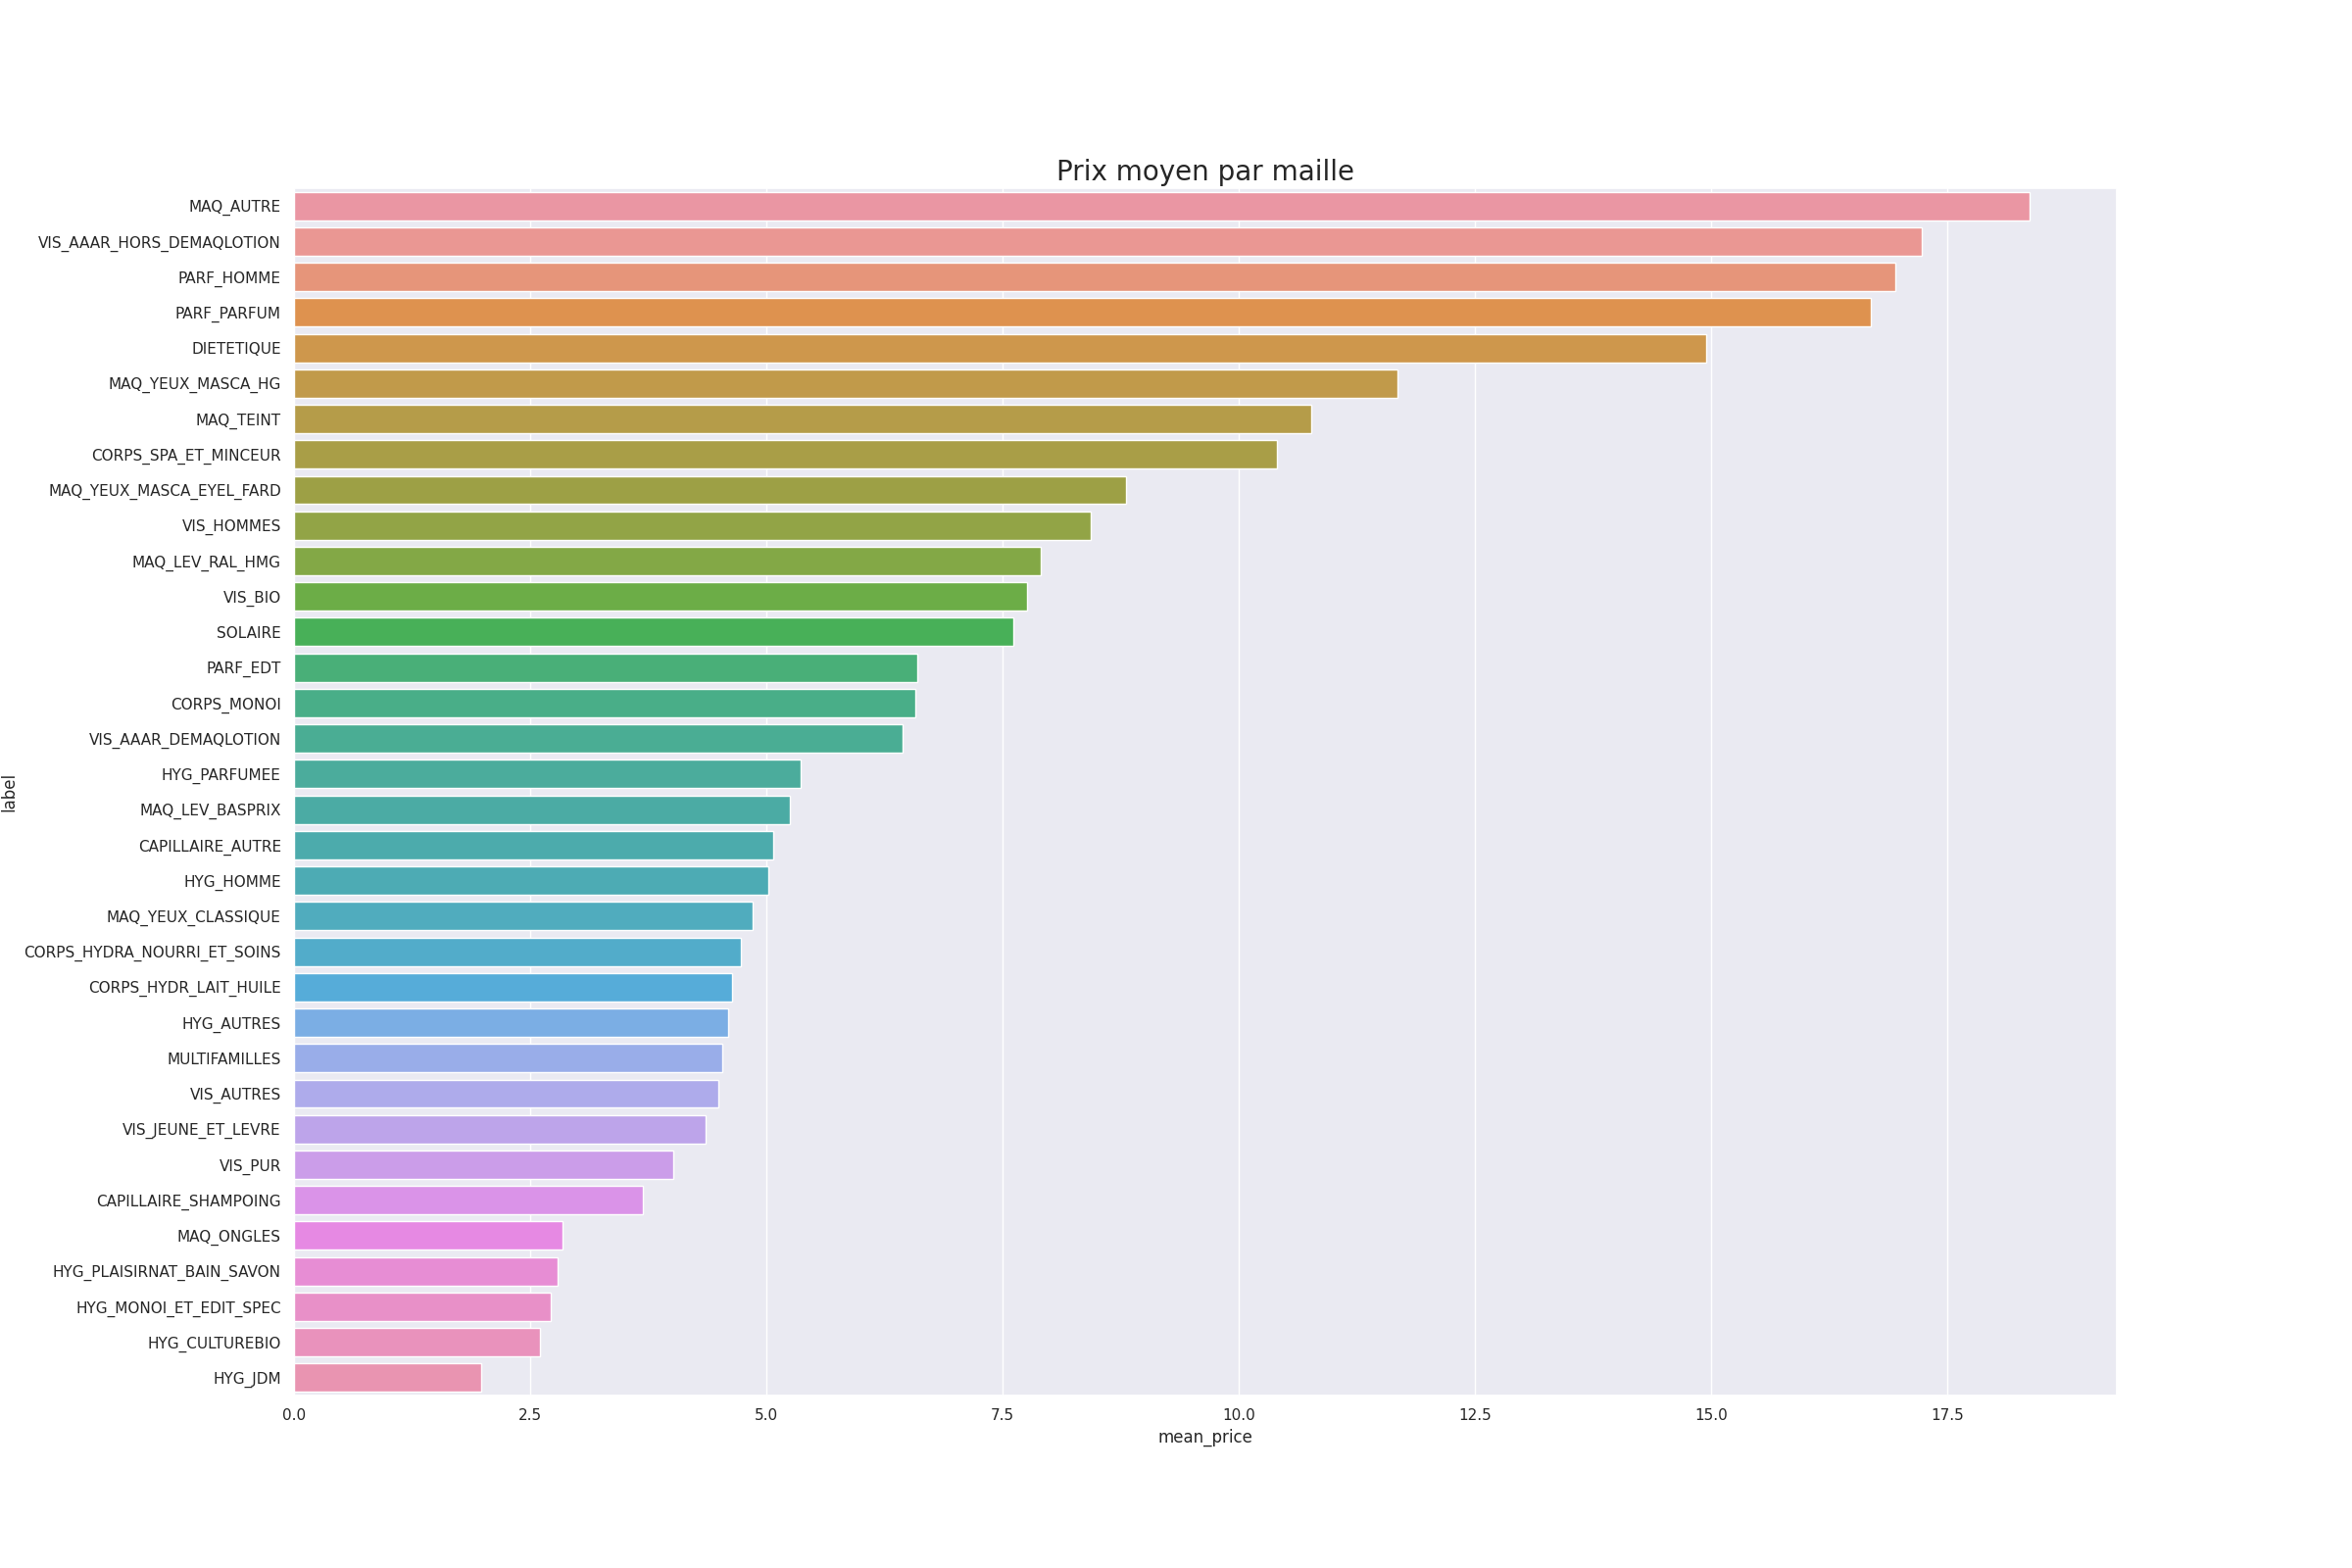 Prix moyen par maille
MAQ_AUTRE
VIS_AAAR_HORS_DEMAQLOTION
PARF_HOMME
PARF_PARFUM
DIETETIQUE
MAQ_YEUX_MASCA_HG
MAQ_TEINT
CORPS_SPA_ET_MINCEUR
MAQ_YEUX_MASCA_EYEL_FARD
VIS_HOMMES
MAQ_LEV_RAL_HMG
VIS_BIO
SOLAIRE
PARF_EDT
CORPS_MONOI
VIS_AAAR_DEMAQLOTION
HYG_PARFUMEE
label
MAQ_LEV_BASPRIX
CAPILLAIRE_AUTRE
HYG_HOMME
MAQ_YEUX_CLASSIQUE
CORPS_HYDRA_NOURRI_ET_SOINS
CORPS_HYDR_LAIT_HUILE
HYG_AUTRES
MULTIFAMILLES
VIS_AUTRES
VIS_JEUNE_ET_LEVRE
VIS_PUR
CAPILLAIRE_SHAMPOING
MAQ_ONGLES
HYG_PLAISIRNAT_BAIN_SAVON
HYG_MONOI_ET_EDIT_SPEC
HYG_CULTUREBIO
HYG_JDM
0.0 2.5 5.0 7.5 10.0 12.5 15.0 17.5
mean_price